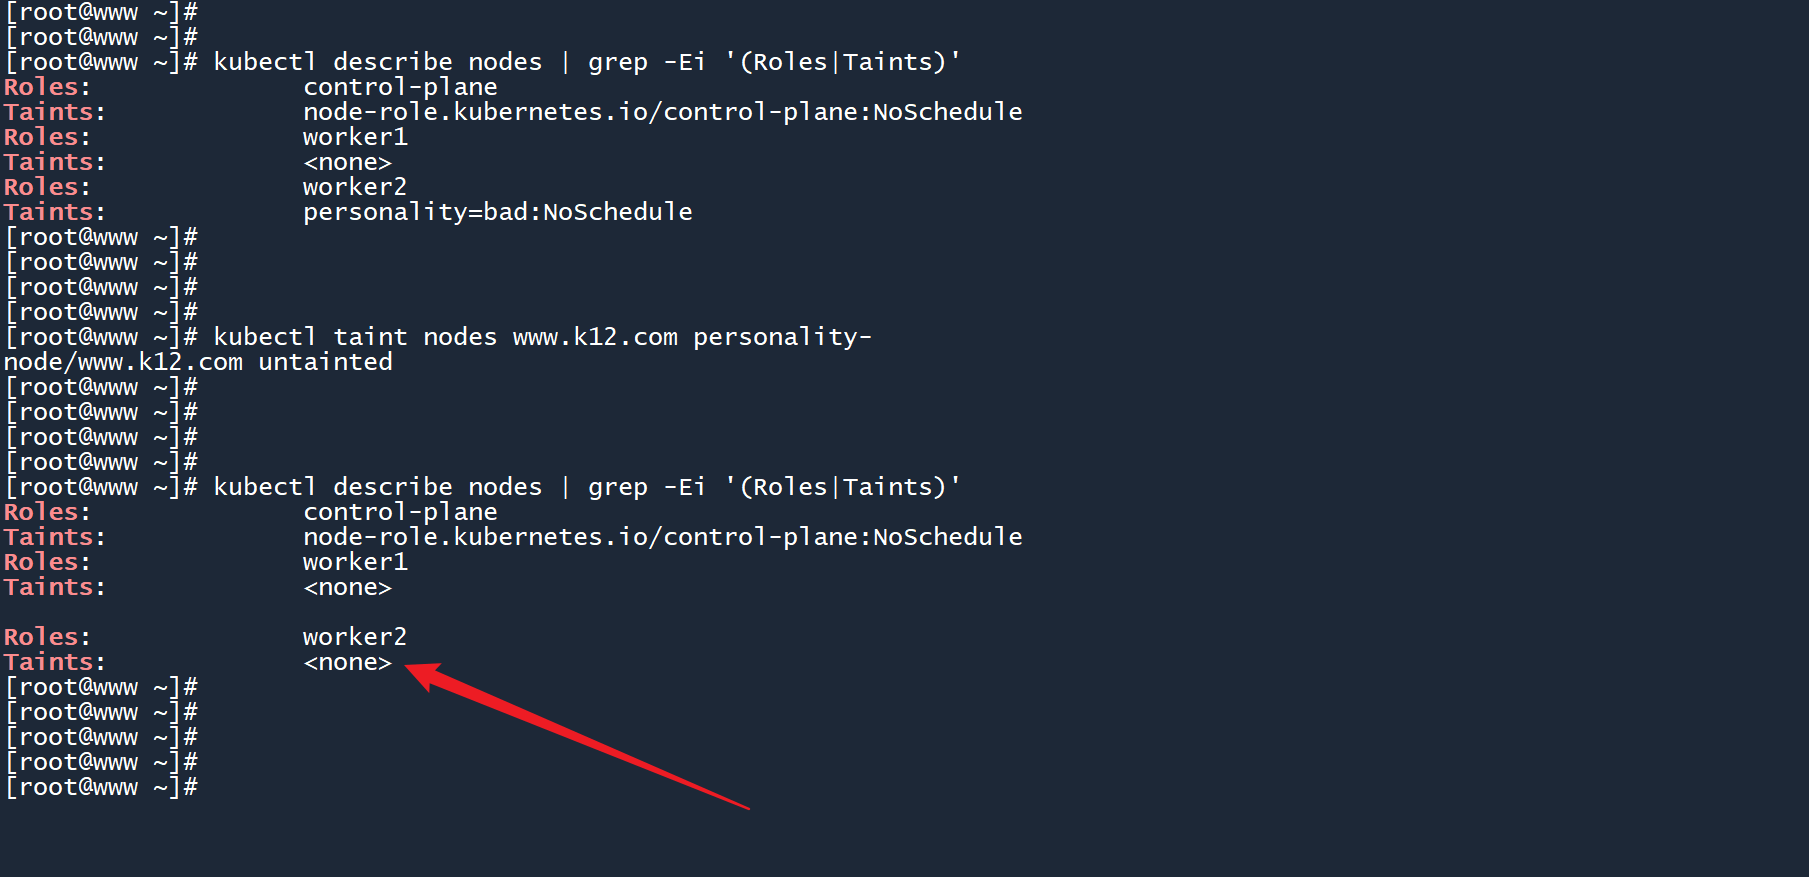 [root@www ~]#
[root@www ~]#
[root@www ~]# kubectl describe nodes | grep -Ei '(Roles|Taints)'
Roles:              control-plane
Taints:             node-role.kubernetes.io/control-plane:NoSchedule
Roles:              worker1
Taints:             <none>
Roles:              worker2
Taints:             personality=bad:NoSchedule
[root@www ~]#
[root@www ~]#
[root@www ~]#
[root@www ~]#
[root@www ~]# kubectl taint nodes www.k12.com personality-
node/www.k12.com untainted
[root@www ~]#
[root@www ~]#
[root@www ~]#
[root@www ~]#
[root@www ~]# kubectl describe nodes | grep -Ei '(Roles|Taints)'
Roles:              control-plane
Taints:             node-role.kubernetes.io/control-plane:NoSchedule
Roles:              worker1
Taints:             <none>
Roles:              worker2
Taints:             <none>
[root@www ~]#
[root@www ~]#
[root@www ~]#
[root@www ~]#
[root@www ~]#